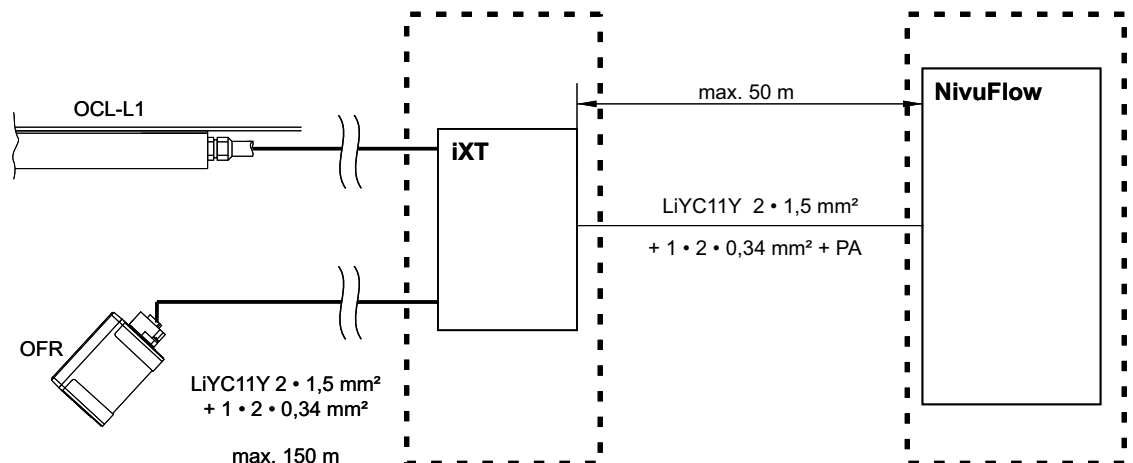 OCL-L1
iXT
max. 50 m
NivuFlow
LiYC11Y 2 • 1,5 mm²
+ 1 • 2 • 0,34 mm² + PA
OFR
LiYC11Y 2 • 1,5 mm²
+ 1 • 2 • 0,34 mm²
max. 150 m